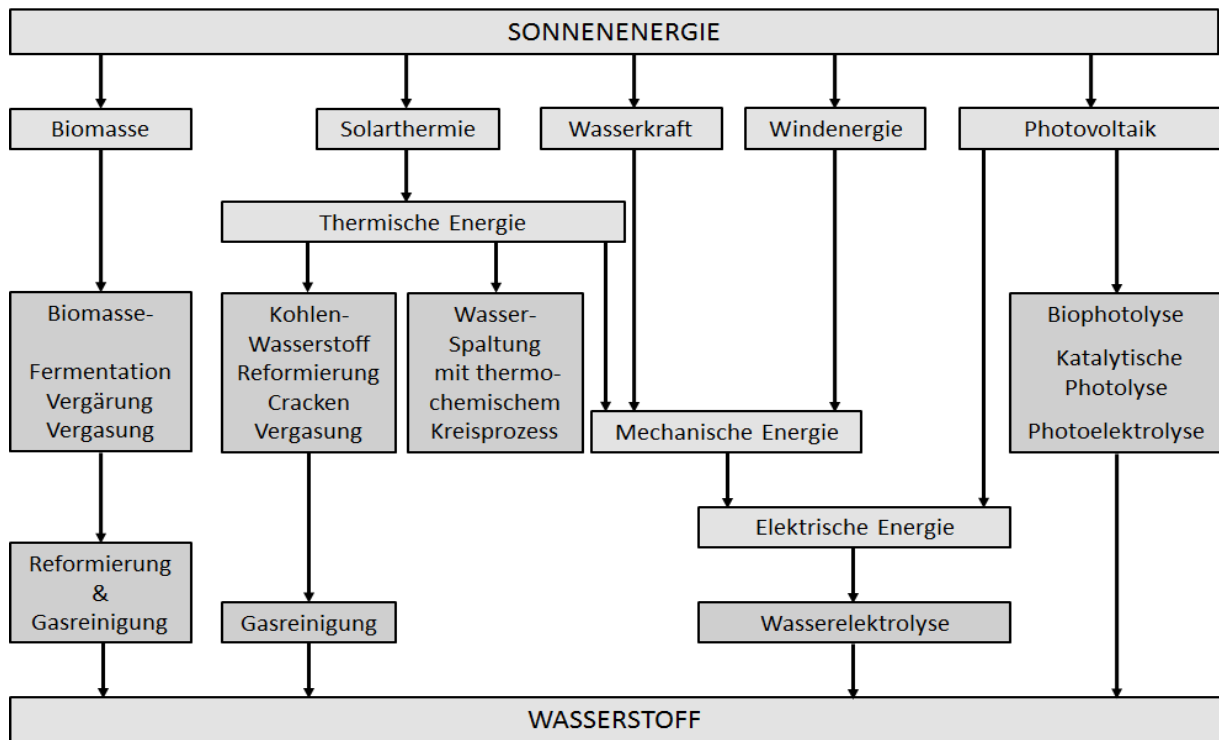 SONNENENERGIE
Biomasse
Solarthermie
Wasserkraft
Windenergie
Photovoltaik
Thermische Energie
Biomasse-
Fermentation
Vergärung
Vergasung
Kohlen-
Wasserstoff
Reformierung
Cracken
Vergasung
Wasser-
Spaltung
mit thermo-
chemischem
Kreisprozess
Biophotolyse
Katalytische
Photolyse
Photoelektrolyse
Mechanische Energie
Elektrische Energie
Reformierung
&
Gasreinigung
Gasreinigung
Wasserelektrolyse
WASSERSTOFF